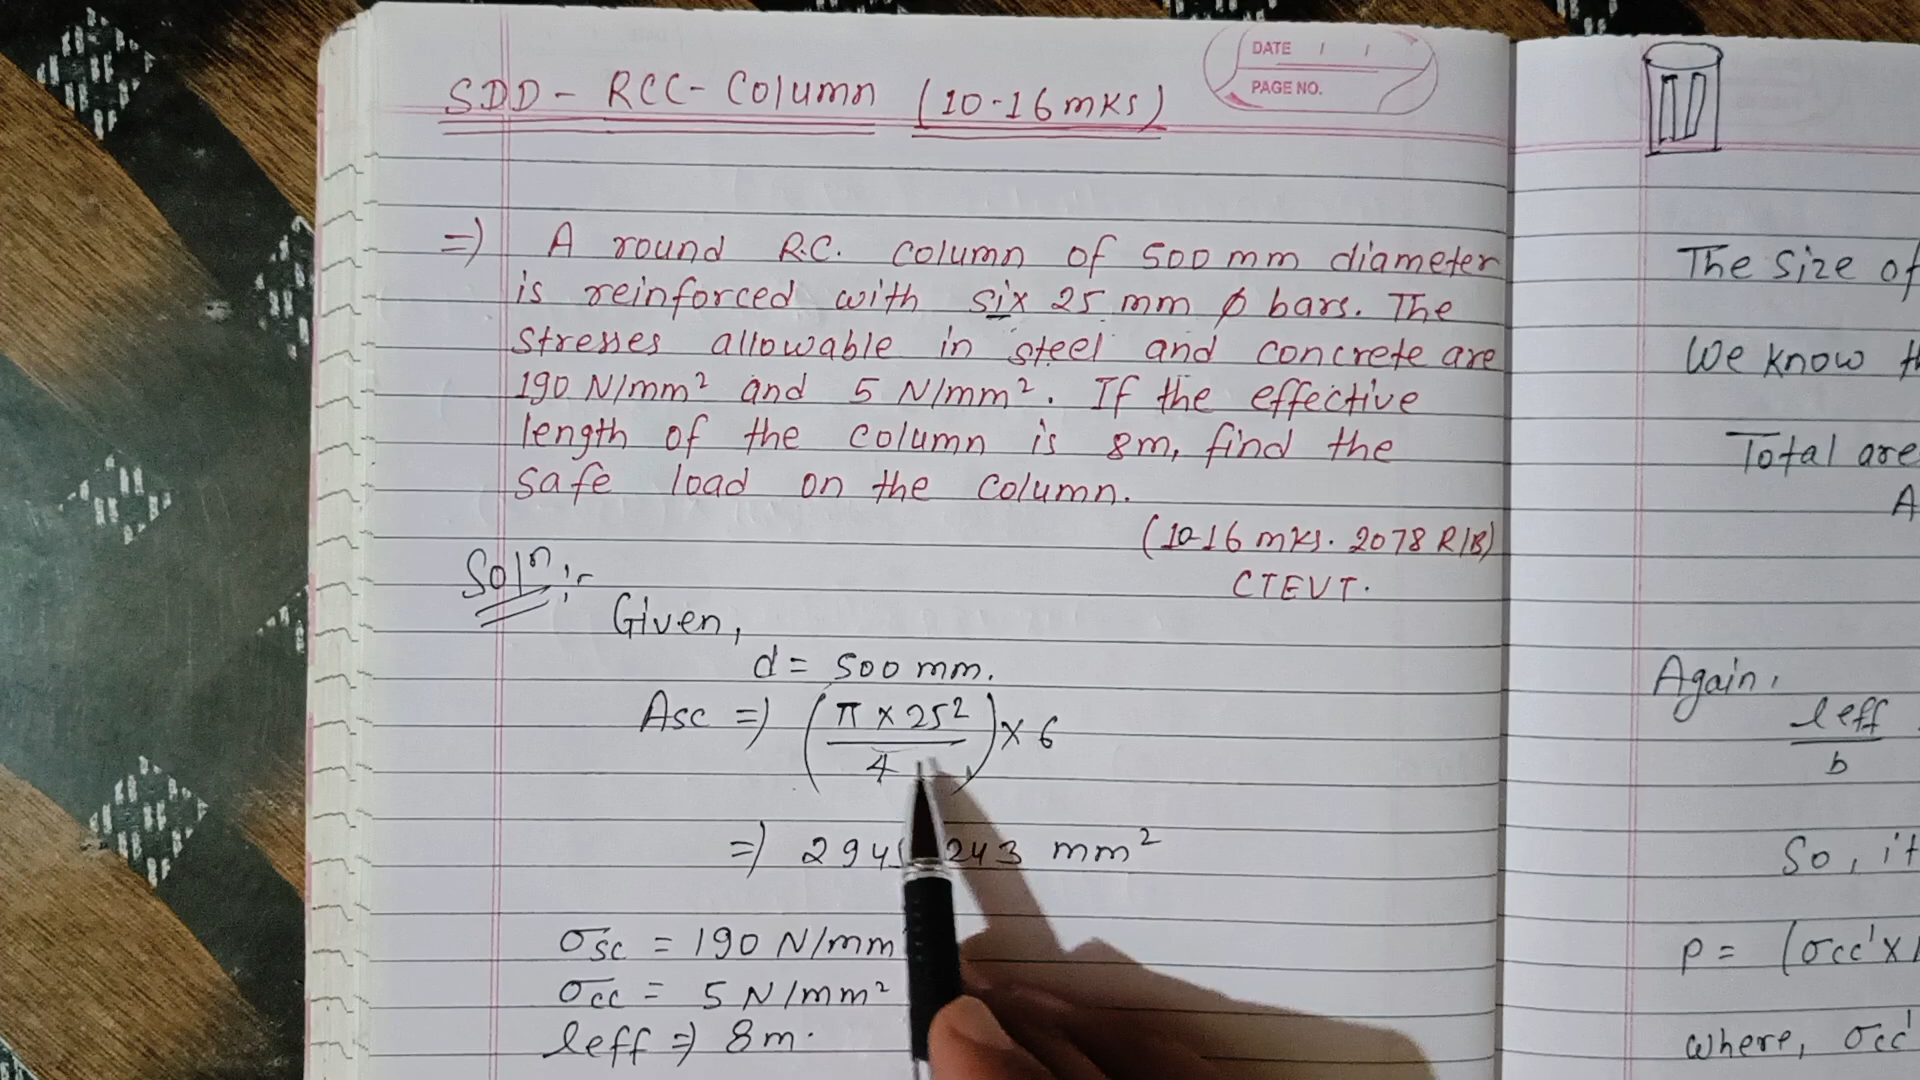 DATE / /
PAGE NO.
SDD - RCC - Column (10-16 mks)
=) A round R.C. column of 500 mm diameter
is reinforced with six 25 mm ϕ bars. The
stresses allowable in steel and concrete are
190 N/mm² and 5 N/mm². If the effective
length of the column is 8m, find the
safe load on the column.
(10-16 mks. 2078 R/B)
CTEVT.
Solⁿ:-
Given,
d = 500 mm.
Asc => (π × 25² / 4) × 6
=> 294 243 mm²
σsc = 190 N/mm
σcc = 5 N/mm²
leff => 8m.
The size of
We know
Total are
A
Again,
leff
b
So, it
P = (σcc' ×
where, σcc'